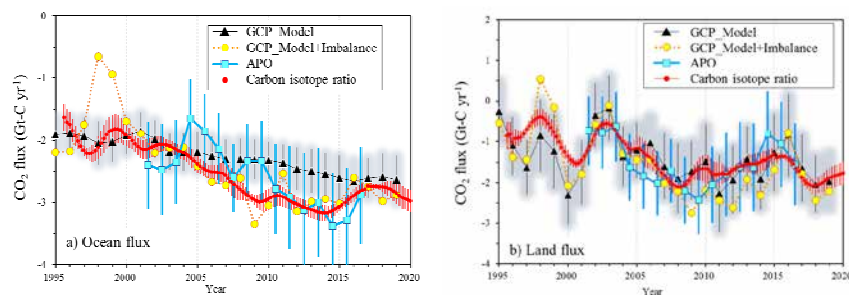 GCP_Model
GCP_Model+Imbalance
APO
Carbon isotope ratio
CO2 flux (Gt-C yr-1)
0
-1
-2
-3
-4
a) Ocean flux
1995 2000 2005 2010 2015 2020
Year
GCP_Model
GCP_Model+Imbalance
APO
Carbon isotope ratio
CO2 flux (Gt-C yr-1)
2
1
0
-1
-2
-3
-4
b) Land flux
1995 2000 2005 2010 2015 2020
Year